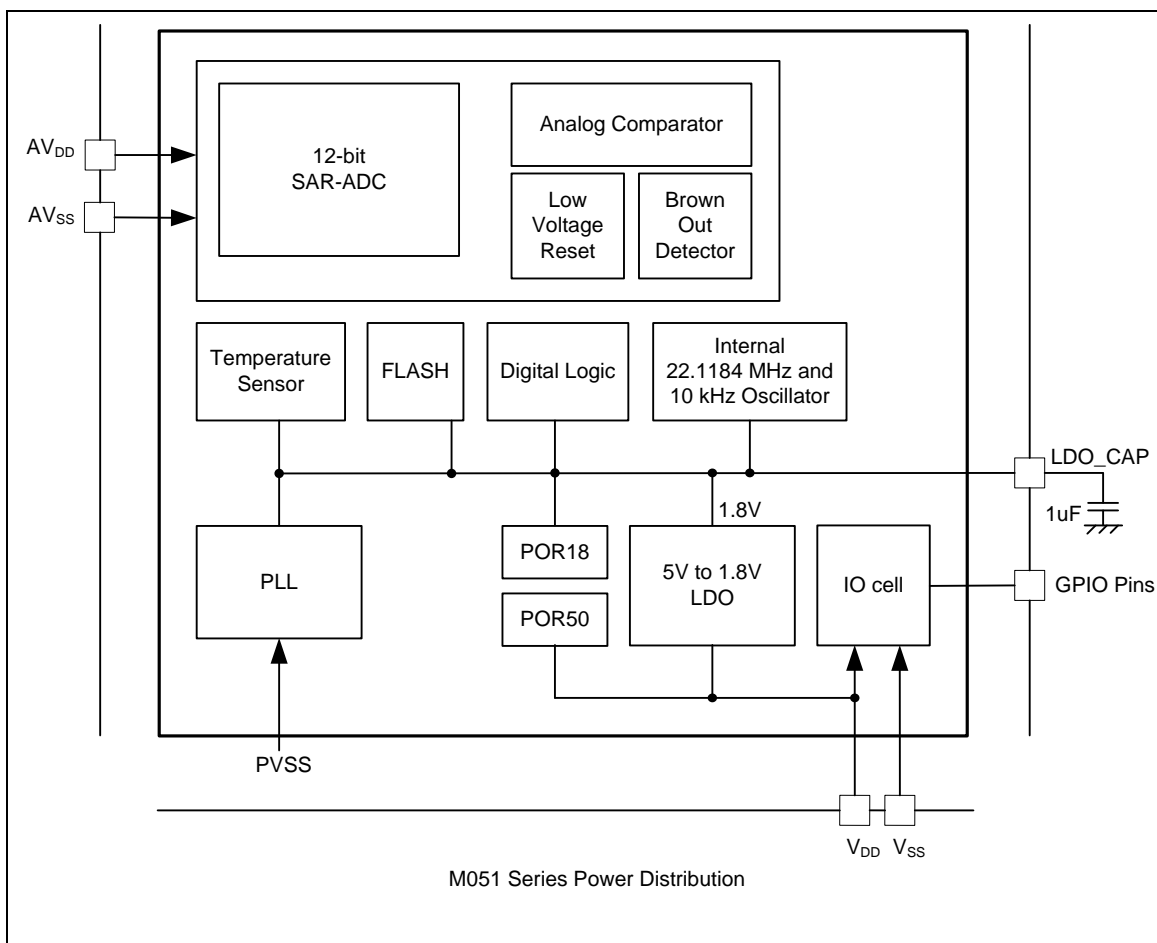 AVDD
AVSS
12-bit
SAR-ADC
Analog Comparator
Low
Voltage
Reset
Brown
Out
Detector
Temperature
Sensor
FLASH
Digital Logic
Internal
22.1184 MHz and
10 kHz Oscillator
LDO_CAP
1uF
1.8V
PLL
POR18
POR50
5V to 1.8V
LDO
IO cell
GPIO Pins
PVSS
VDD
VSS
M051 Series Power Distribution